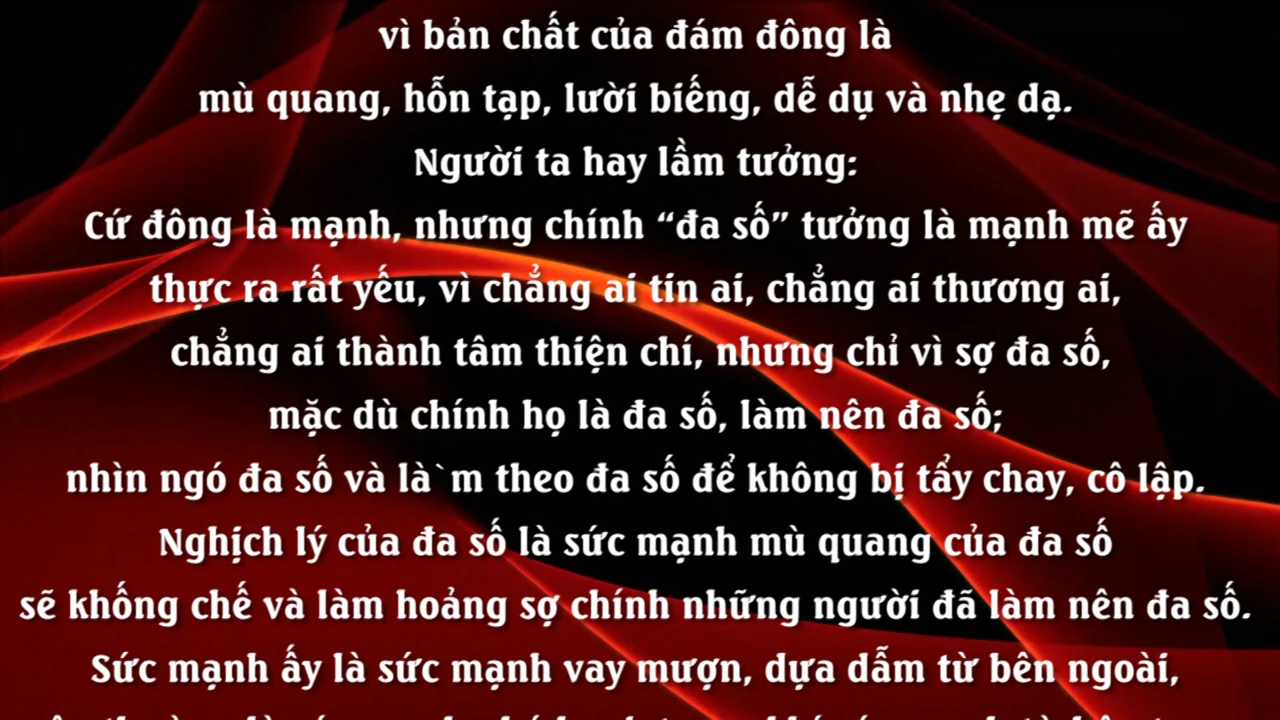 vì bản chất của đám đông là
mù quang, hỗn tạp, lười biếng, dễ dụ và nhẹ dạ.
Người ta hay lầm tưởng:
Cứ đông là mạnh, nhưng chính “đa số” tưởng là mạnh mẽ ấy
thực ra rất yếu, vì chẳng ai tin ai, chẳng ai thương ai,
chẳng ai thành tâm thiện chí, nhưng chỉ vì sợ đa số,
mặc dù chính họ là đa số, làm nên đa số;
nhìn ngó đa số và là`m theo đa số để không bị tẩy chay, cô lập.
Nghịch lý của đa số là sức mạnh mù quang của đa số
sẽ khống chế và làm hoảng sợ chính những người đã làm nên đa số.
Sức mạnh ấy là sức mạnh vay mượn, dựa dẫm từ bên ngoài,